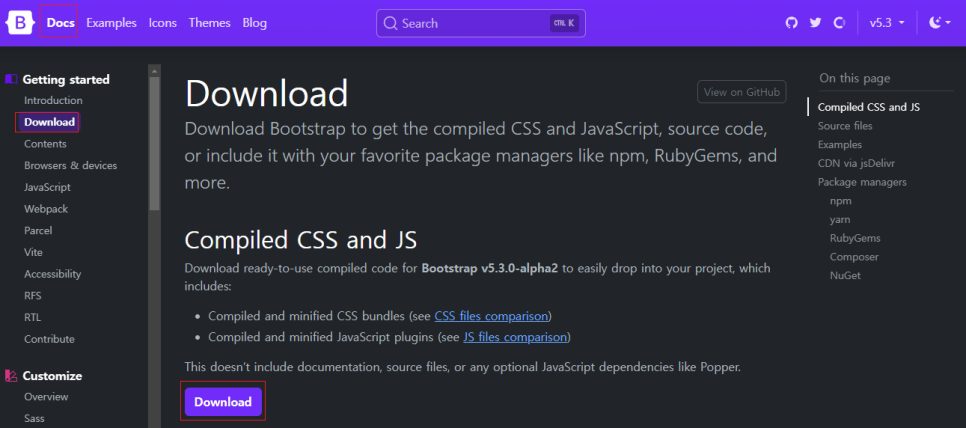 B Docs Examples Icons Themes Blog Search CTRL K v5.3
Getting started
Introduction
Download
Contents
Browsers & devices
JavaScript
Webpack
Parcel
Vite
Accessibility
RFS
RTL
Contribute
Customize
Overview
Sass
Download
View on GitHub
Download Bootstrap to get the compiled CSS and JavaScript, source code,
or include it with your favorite package managers like npm, RubyGems, and
more.
Compiled CSS and JS
Download ready-to-use compiled code for Bootstrap v5.3.0-alpha2 to easily drop into your project, which
includes:
• Compiled and minified CSS bundles (see CSS files comparison)
• Compiled and minified JavaScript plugins (see JS files comparison)
This doesn't include documentation, source files, or any optional JavaScript dependencies like Popper.
Download
On this page
Compiled CSS and JS
Source files
Examples
CDN via jsDelivr
Package managers
npm
yarn
RubyGems
Composer
NuGet